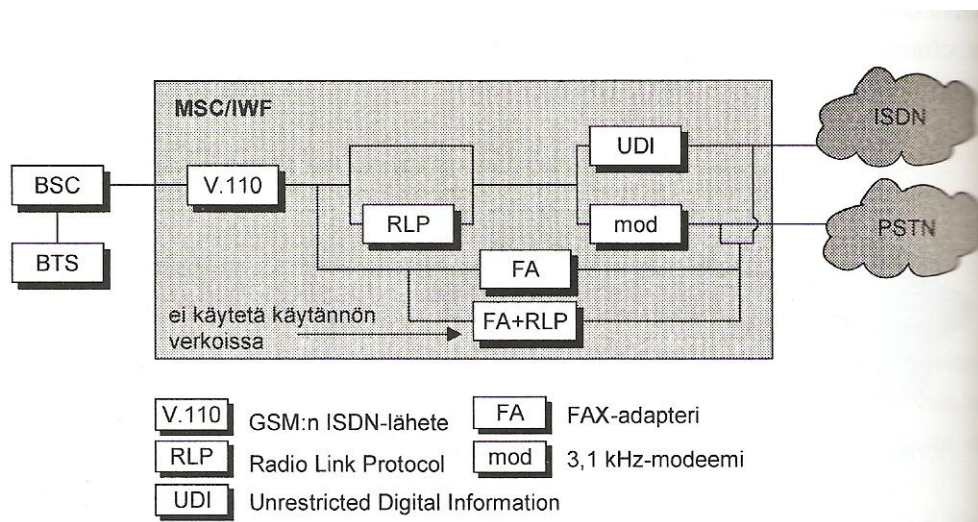 MSC/IWF
ISDN
UDI
BSC
V.110
RLP
mod
PSTN
BTS
FA
ei käytetä käytännön
verkoissa
FA+RLP
V.110 GSM:n ISDN-lähete
FA FAX-adapteri
RLP Radio Link Protocol
mod 3,1 kHz-modeemi
UDI Unrestricted Digital Information